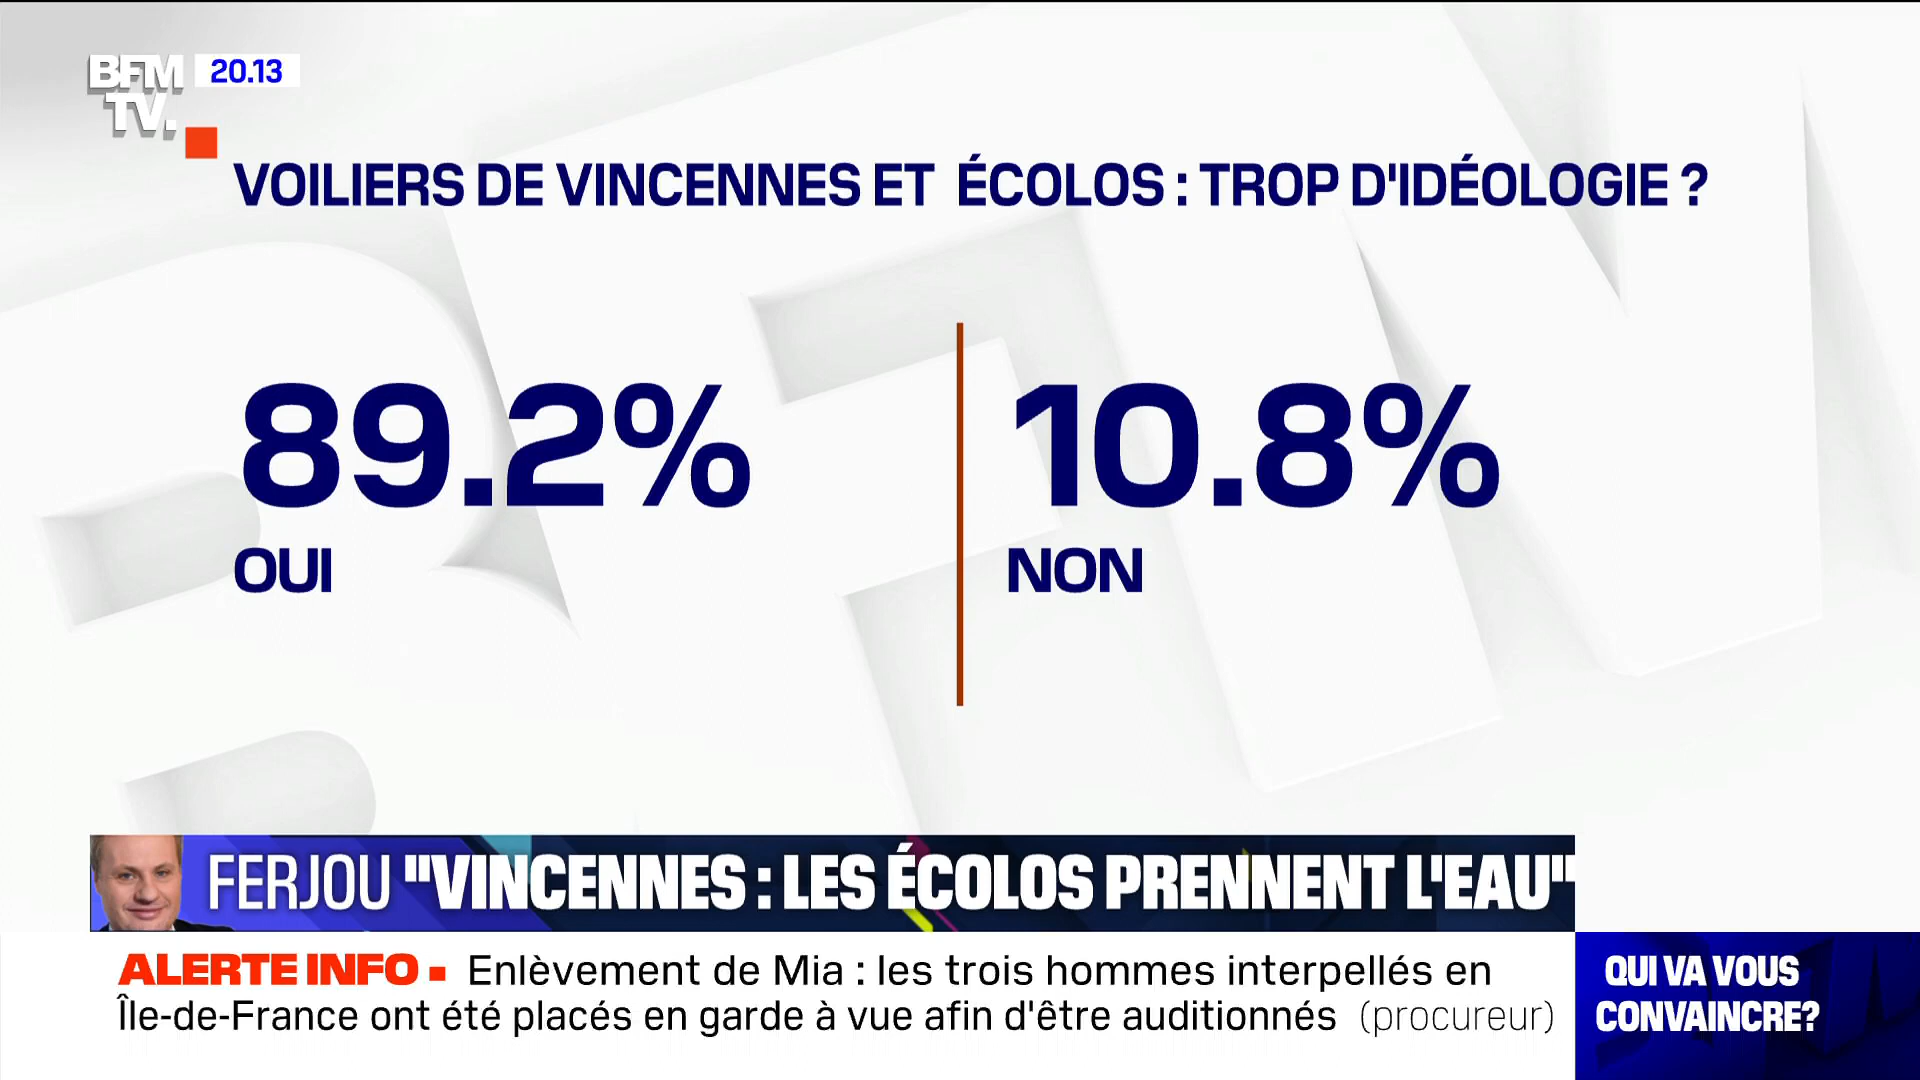 BFM
TV.
20.13
VOILIERS DE VINCENNES ET ÉCOLOS : TROP D'IDÉOLOGIE ?
89.2%
OUI
10.8%
NON
FERJOU "VINCENNES : LES ÉCOLOS PRENNENT L'EAU"
ALERTE INFO Enlèvement de Mia : les trois hommes interpellés en
Île-de-France ont été placés en garde à vue afin d'être auditionnés (procureur)
QUI VA VOUS
CONVAINCRE?